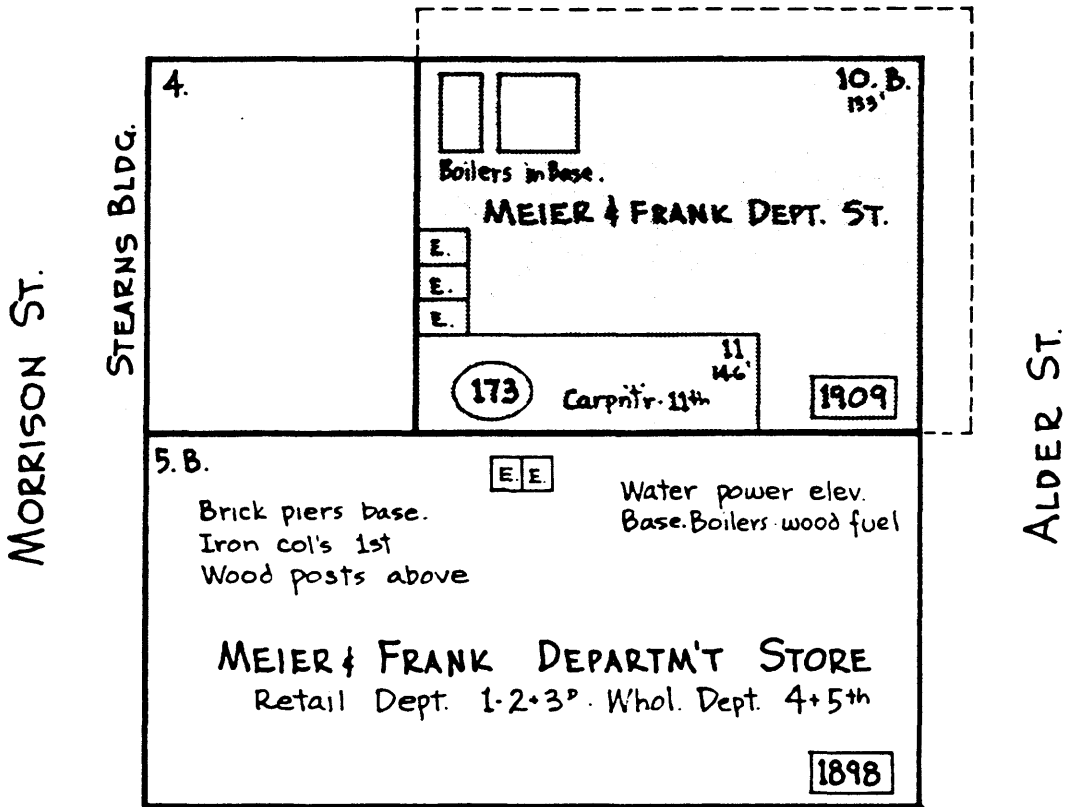 MORRISON ST.
STEARNS BLDG.
4.
10. B.
133'
Boilers in Base.
MEIER & FRANK DEPT. ST.
E.
E.
E.
11
146'
173
Carpnt'r. 11th
1909
ALDER ST.
5. B.
E. E.
Brick piers base.
Iron col's 1st
Wood posts above
Water power elev.
Base. Boilers wood fuel
MEIER & FRANK DEPARTM'T STORE
Retail Dept. 1-2+3ᴰ. Whol. Dept. 4+5th
1898